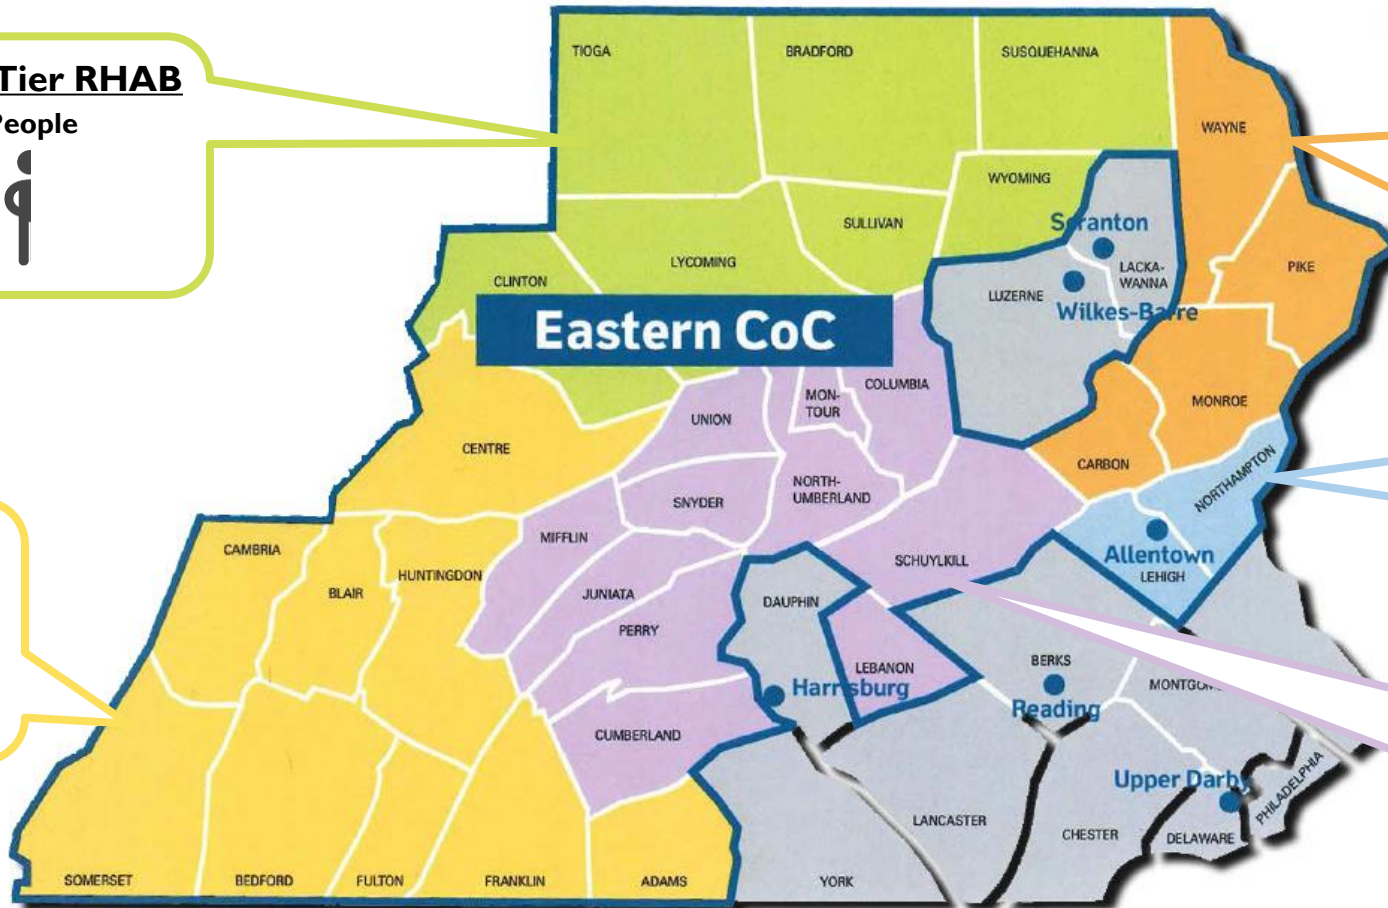 Tier RHAB
People
TIOGA
BRADFORD
SUSQUEHANNA
WAYNE
WYOMING
SULLIVAN
Scranton
LYCOMING
CLINTON
LACKA-
WANNA
PIKE
LUZERNE
Wilkes-Barre
Eastern CoC
COLUMBIA
MON-
TOUR
MONROE
UNION
CENTRE
CARBON
NORTHAMPTON
NORTH-
UMBERLAND
SNYDER
MIFFLIN
CAMBRIA
Allentown
LEHIGH
SCHUYLKILL
HUNTINGDON
BLAIR
JUNIATA
DAUPHIN
PERRY
LEBANON
BERKS
Harrisburg
MONTGOM
Reading
CUMBERLAND
Upper Darby
PHILADELPHIA
LANCASTER
CHESTER
DELAWARE
SOMERSET
BEDFORD
FULTON
FRANKLIN
ADAMS
YORK